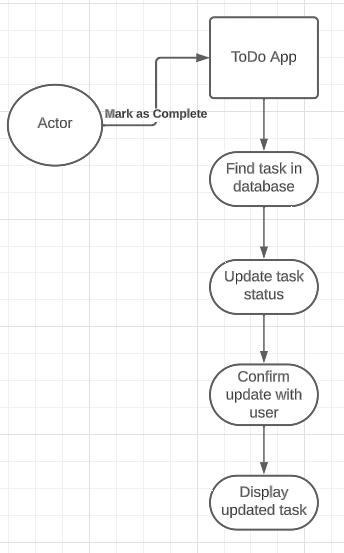 ToDo App
Actor
Mark as Complete
Find task in
database
Update task
status
Confirm
update with
user
Display
updated task